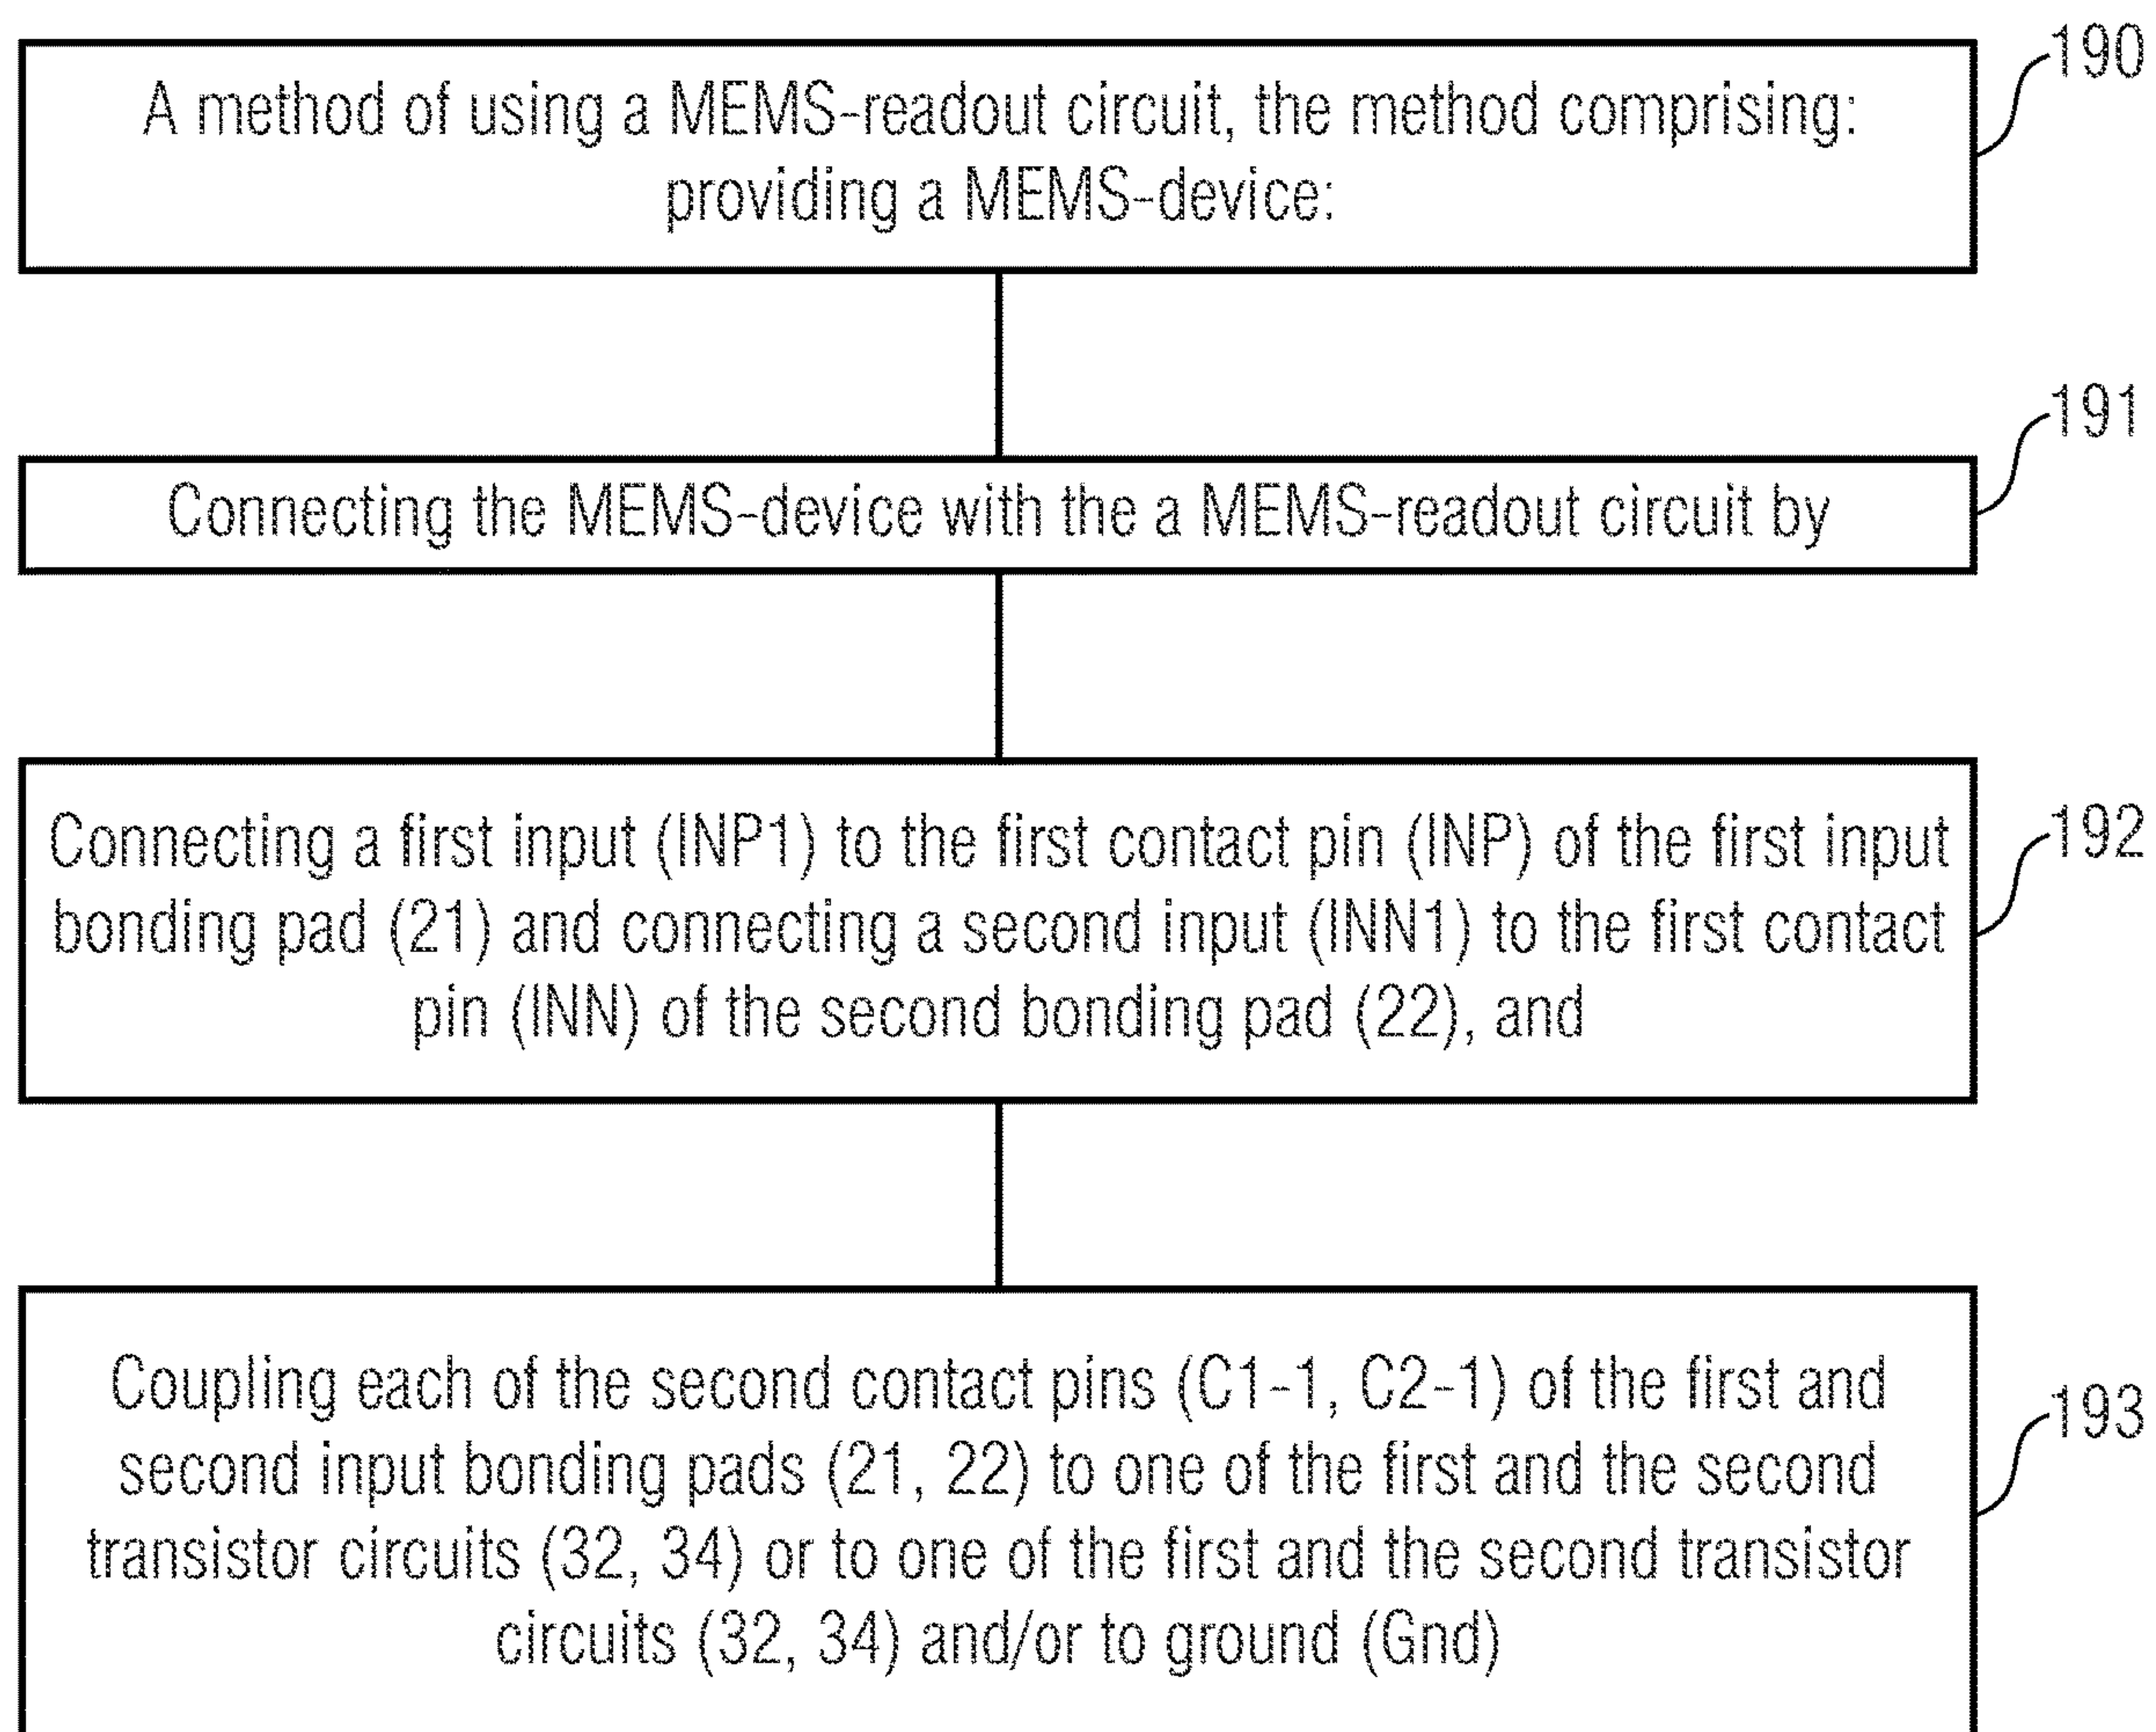 190
A method of using a MEMS-readout circuit, the method comprising:
providing a MEMS-device:
191
Connecting the MEMS-device with the a MEMS-readout circuit by
192
Connecting a first input (INP1) to the first contact pin (INP) of the first input
bonding pad (21) and connecting a second input (INN1) to the first contact
pin (INN) of the second bonding pad (22), and
193
Coupling each of the second contact pins (C1-1, C2-1) of the first and
second input bonding pads (21, 22) to one of the first and the second
transistor circuits (32, 34) or to one of the first and the second transistor
circuits (32, 34) and/or to ground (Gnd)